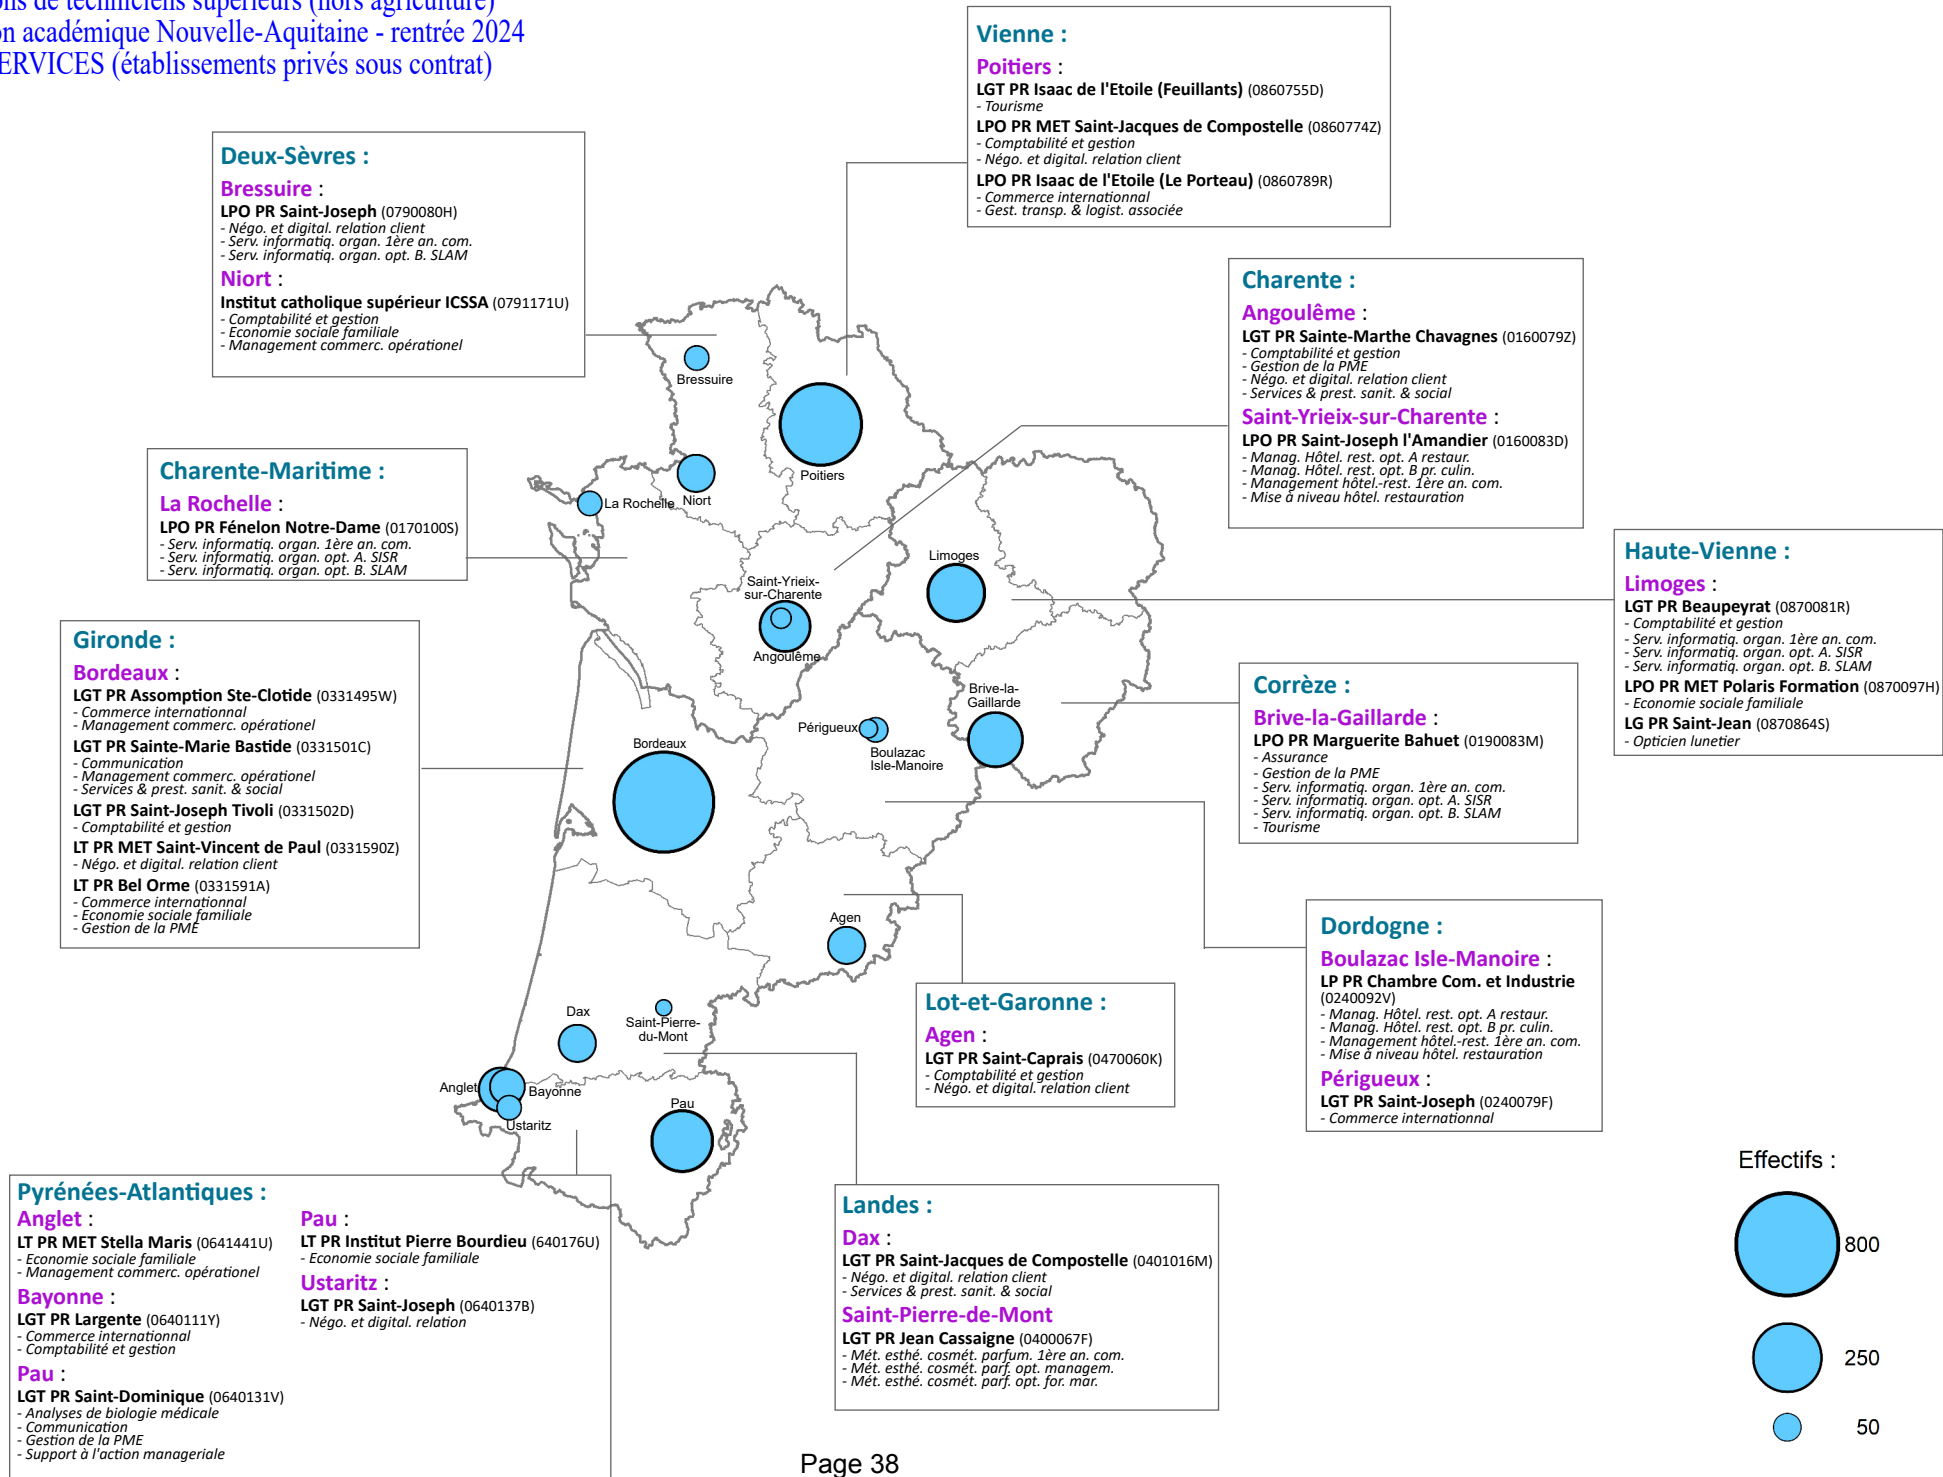 ons de techniciens supérieurs (hors agriculture)
on académique Nouvelle-Aquitaine - rentrée 2024
ERVICES (établissements privés sous contrat)
Vienne :
Poitiers :
LGT PR Isaac de l'Etoile (Feuillants) (0860755D)
- Tourisme
LPO PR MET Saint-Jacques de Compostelle (0860774Z)
- Comptabilité et gestion
- Négo. et digital. relation client
LPO PR Isaac de l'Etoile (Le Porteau) (0860789R)
- Commerce internationnal
- Gest. transp. & logist. associée
Deux-Sèvres :
Bressuire :
LPO PR Saint-Joseph (0790080H)
- Négo. et digital. relation client
- Serv. informatiq. organ. 1ère an. com.
- Serv. informatiq. organ. opt. B. SLAM
Niort :
Institut catholique supérieur ICSSA (0791171U)
- Comptabilité et gestion
- Economie sociale familiale
- Management commerc. opérationel
Charente :
Angoulême :
LGT PR Sainte-Marthe Chavagnes (0160079Z)
- Comptabilité et gestion
- Gestion de la PME
- Négo. et digital. relation client
- Services & prest. sanit. & social
Saint-Yrieix-sur-Charente :
LPO PR Saint-Joseph l'Amandier (0160083D)
- Manag. Hôtel. rest. opt. A restaur.
- Manag. Hôtel. rest. opt. B pr. culin.
- Management hôtel.-rest. 1ère an. com.
- Mise à niveau hôtel. restauration
Charente-Maritime :
La Rochelle :
LPO PR Fénelon Notre-Dame (0170100S)
- Serv. informatiq. organ. 1ère an. com.
- Serv. informatiq. organ. opt. A. SISR
- Serv. informatiq. organ. opt. B. SLAM
Haute-Vienne :
Limoges :
LGT PR Beaupeyrat (0870081R)
- Comptabilité et gestion
- Serv. informatiq. organ. 1ère an. com.
- Serv. informatiq. organ. opt. A. SISR
- Serv. informatiq. organ. opt. B. SLAM
LPO PR MET Polaris Formation (0870097H)
- Economie sociale familiale
LG PR Saint-Jean (0870864S)
- Opticien lunetier
Gironde :
Bordeaux :
LGT PR Assomption Ste-Clotide (0331495W)
- Commerce internationnal
- Management commerc. opérationel
LGT PR Sainte-Marie Bastide (0331501C)
- Communication
- Management commerc. opérationel
- Services & prest. sanit. & social
LGT PR Saint-Joseph Tivoli (0331502D)
- Comptabilité et gestion
LT PR MET Saint-Vincent de Paul (0331590Z)
- Négo. et digital. relation client
LT PR Bel Orme (0331591A)
- Commerce internationnal
- Economie sociale familiale
- Gestion de la PME
Corrèze :
Brive-la-Gaillarde :
LPO PR Marguerite Bahuet (0190083M)
- Assurance
- Gestion de la PME
- Serv. informatiq. organ. 1ère an. com.
- Serv. informatiq. organ. opt. A. SISR
- Serv. informatiq. organ. opt. B. SLAM
- Tourisme
Dordogne :
Boulazac Isle-Manoire :
LP PR Chambre Com. et Industrie
(0240092V)
- Manag. Hôtel. rest. opt. A restaur.
- Manag. Hôtel. rest. opt. B pr. culin.
- Management hôtel.-rest. 1ère an. com.
- Mise à niveau hôtel. restauration
Périgueux :
LGT PR Saint-Joseph (0240079F)
- Commerce internationnal
Lot-et-Garonne :
Agen :
LGT PR Saint-Caprais (0470060K)
- Comptabilité et gestion
- Négo. et digital. relation client
Pyrénées-Atlantiques :
Anglet :
LT PR MET Stella Maris (0641441U)
- Economie sociale familiale
- Management commerc. opérationel
Bayonne :
LGT PR Largente (0640111Y)
- Commerce internationnal
- Comptabilité et gestion
Pau :
LGT PR Saint-Dominique (0640131V)
- Analyses de biologie médicale
- Communication
- Gestion de la PME
- Support à l'action manageriale
Pau :
LT PR Institut Pierre Bourdieu (640176U)
- Economie sociale familiale
Ustaritz :
LGT PR Saint-Joseph (0640137B)
- Négo. et digital. relation
Landes :
Dax :
LGT PR Saint-Jacques de Compostelle (0401016M)
- Négo. et digital. relation client
- Services & prest. sanit. & social
Saint-Pierre-de-Mont
LGT PR Jean Cassaigne (0400067F)
- Mét. esthé. cosmét. parfum. 1ère an. com.
- Mét. esthé. cosmét. parf. opt. managem.
- Mét. esthé. cosmét. parf. opt. for. mar.
Bressuire
Poitiers
Niort
La Rochelle
Limoges
Saint-Yrieix-
sur-Charente
Angoulême
Brive-la-
Gaillarde
Périgueux
Boulazac
Isle-Manoire
Bordeaux
Agen
Dax
Saint-Pierre-
du-Mont
Anglet
Bayonne
Ustaritz
Pau
Effectifs :
800
250
50
Page 38